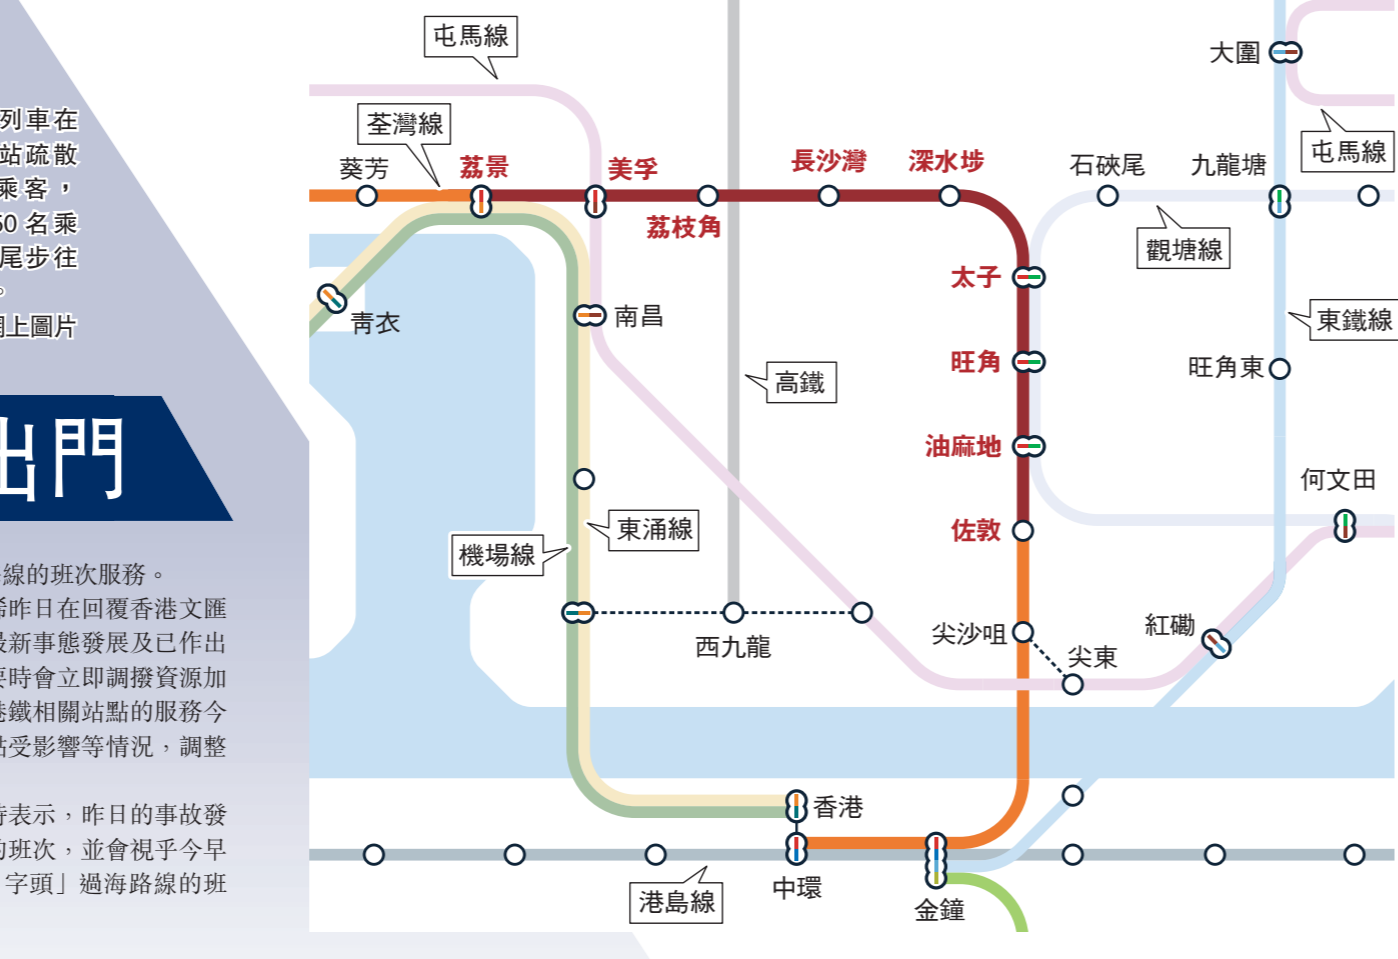 列車在
站疏散
乘客，
50 名乘
尾步往
。
網上圖片
出門
線的班次服務。
昨日在回覆香港文匯
最新事態發展及已作出
要時會立即調撥資源加
港鐵相關站點的服務今
站受影響等情況，調整
時表示，昨日的事故發
的班次，並會視乎今早
字頭」過海路線的班
屯馬線
荃灣線
葵芳
荔景
美孚
荔枝角
長沙灣
深水埗
石硤尾
九龍塘
大圍
屯馬線
觀塘線
太子
旺角
油麻地
佐敦
東鐵線
旺角東
何文田
青衣
南昌
高鐵
東涌線
機場線
西九龍
尖沙咀
尖東
紅磡
香港
中環
金鐘
港島線